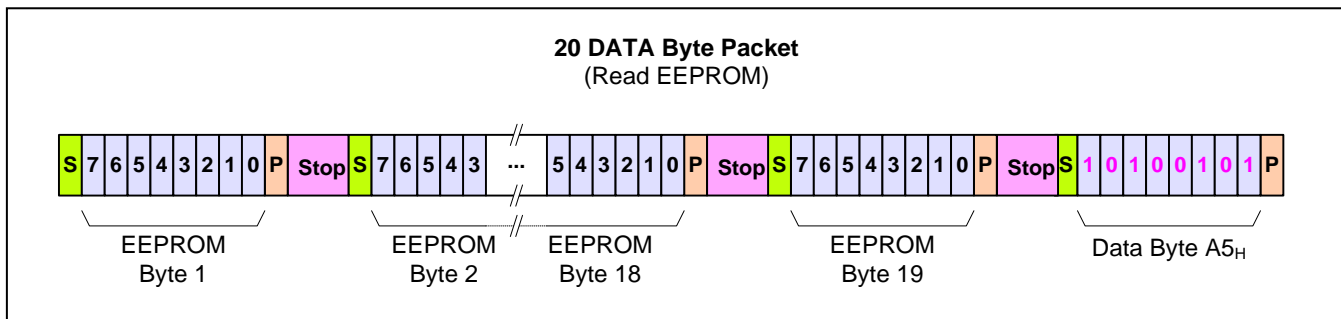 20 DATA Byte Packet
(Read EEPROM)
S 7 6 5 4 3 2 1 0 P Stop S 7 6 5 4 3 ... 5 4 3 2 1 0 P Stop S 7 6 5 4 3 2 1 0 P Stop S 1 0 1 0 0 1 0 1 P
EEPROM EEPROM EEPROM EEPROM Data Byte A5H
Byte 1 Byte 2 Byte 18 Byte 19